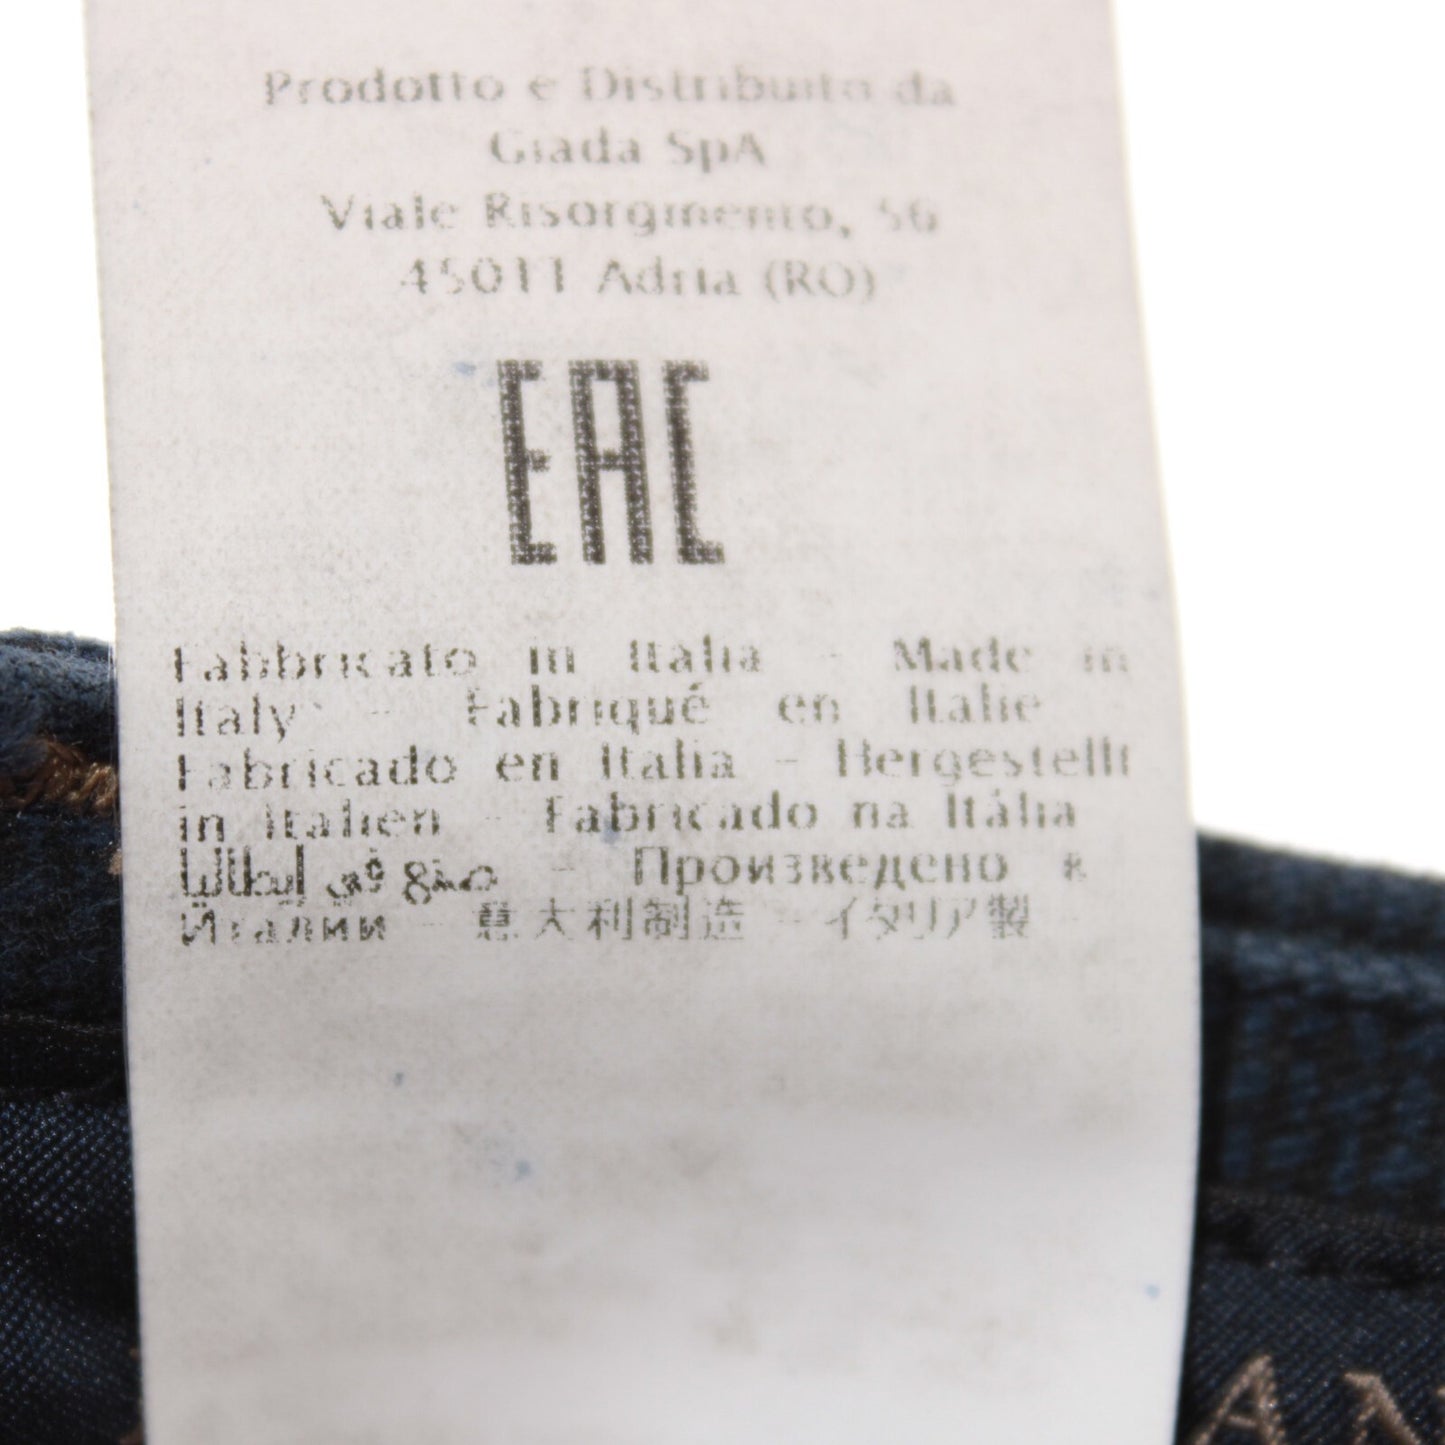 Prodotto e Distribuito da
Giada SpA
Viale Risorgimento, 56
45011 Adria (RO)
EAC
Fabbricato in Italia - Made in
Italy - Fabriqué en Italie -
Fabricado en Italia - Hergestellt
in Italien - Fabricado na Itália
صنع في إيطاليا - Произведено в
Италии - 意大利制造 - イタリア製